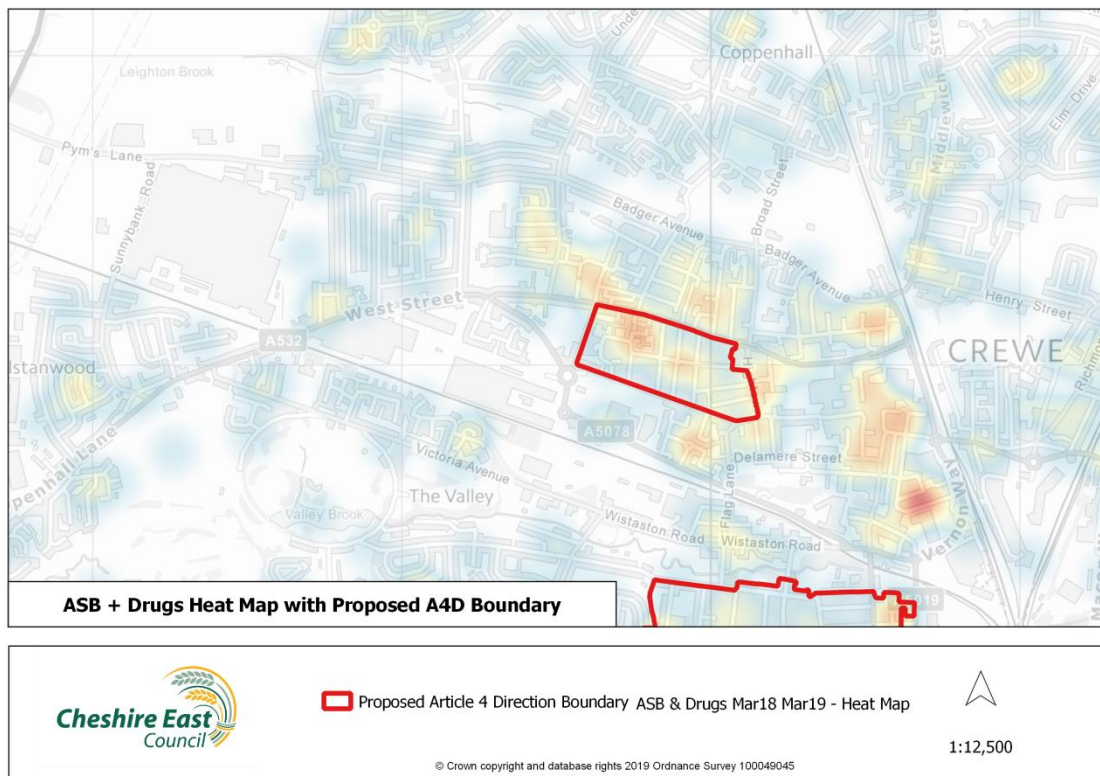 Leighton Brook
Coppenhall
Middlewich Street
Elm Drive
Pym's Lane
Sunnybank Road
Broad Street
Badger Avenue
Badger Avenue
West Street
Henry Street
A532
CREWE
A5078
Delamere Street
Victoria Avenue
The Valley
Flag Lane
Vernon Way
Valley Brook
Wistaston Road
Wistaston Road
ASB + Drugs Heat Map with Proposed A4D Boundary
Cheshire East
Council
Proposed Article 4 Direction Boundary ASB & Drugs Mar18 Mar19 - Heat Map
1:12,500
© Crown copyright and database rights 2019 Ordnance Survey 100049045